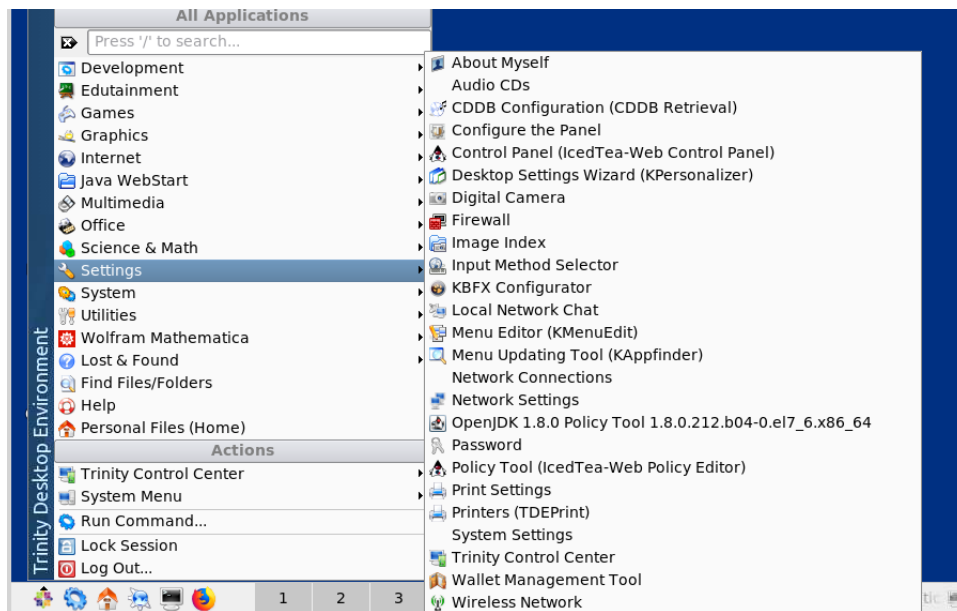 All Applications
Press '/' to search...
Development
Edutainment
Games
Graphics
Internet
Java WebStart
Multimedia
Office
Science & Math
Settings
System
Utilities
Wolfram Mathematica
Lost & Found
Find Files/Folders
Help
Personal Files (Home)
Actions
Trinity Control Center
System Menu
Run Command...
Lock Session
Log Out...
Trinity Desktop Environment
About Myself
Audio CDs
CDDB Configuration (CDDB Retrieval)
Configure the Panel
Control Panel (IcedTea-Web Control Panel)
Desktop Settings Wizard (KPersonalizer)
Digital Camera
Firewall
Image Index
Input Method Selector
KBFX Configurator
Local Network Chat
Menu Editor (KMenuEdit)
Menu Updating Tool (KAppfinder)
Network Connections
Network Settings
OpenJDK 1.8.0 Policy Tool 1.8.0.212.b04-0.el7_6.x86_64
Password
Policy Tool (IcedTea-Web Policy Editor)
Print Settings
Printers (TDEPrint)
System Settings
Trinity Control Center
Wallet Management Tool
Wireless Network
1 2 3
tic